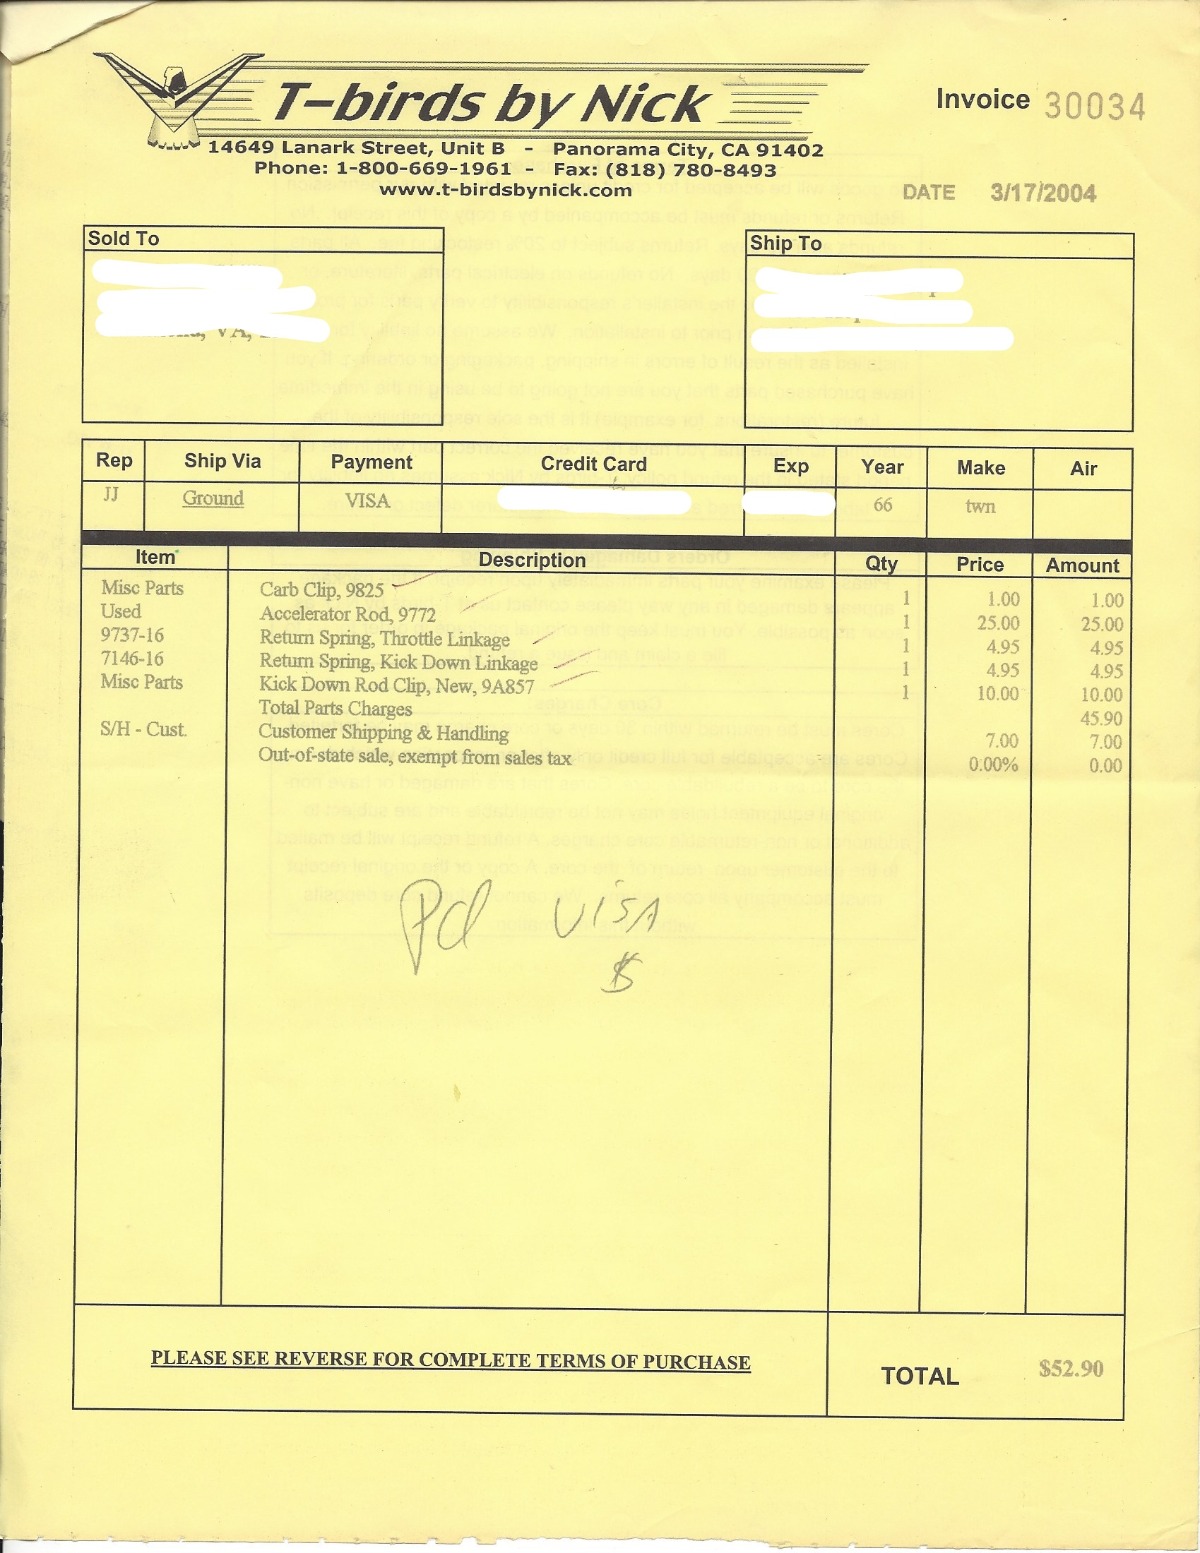 T-birds by Nick
Invoice 30034
14649 Lanark Street, Unit B - Panorama City, CA 91402
Phone: 1-800-669-1961 - Fax: (818) 780-8493
www.t-birdsbynick.com
DATE 3/17/2004
Sold To
Ship To
VA,
Rep Ship Via Payment Credit Card Exp Year Make Air
JJ Ground VISA 66 twn
Item Description Qty Price Amount
Misc Parts Carb Clip, 9825 1 1.00 1.00
Used Accelerator Rod, 9772 1 25.00 25.00
9737-16 Return Spring, Throttle Linkage 1 4.95 4.95
7146-16 Return Spring, Kick Down Linkage 1 4.95 4.95
Misc Parts Kick Down Rod Clip, New, 9A857 1 10.00 10.00
Total Parts Charges 45.90
S/H - Cust. Customer Shipping & Handling 7.00 7.00
Out-of-state sale, exempt from sales tax 0.00% 0.00
Pd VISA
$
PLEASE SEE REVERSE FOR COMPLETE TERMS OF PURCHASE
TOTAL $52.90